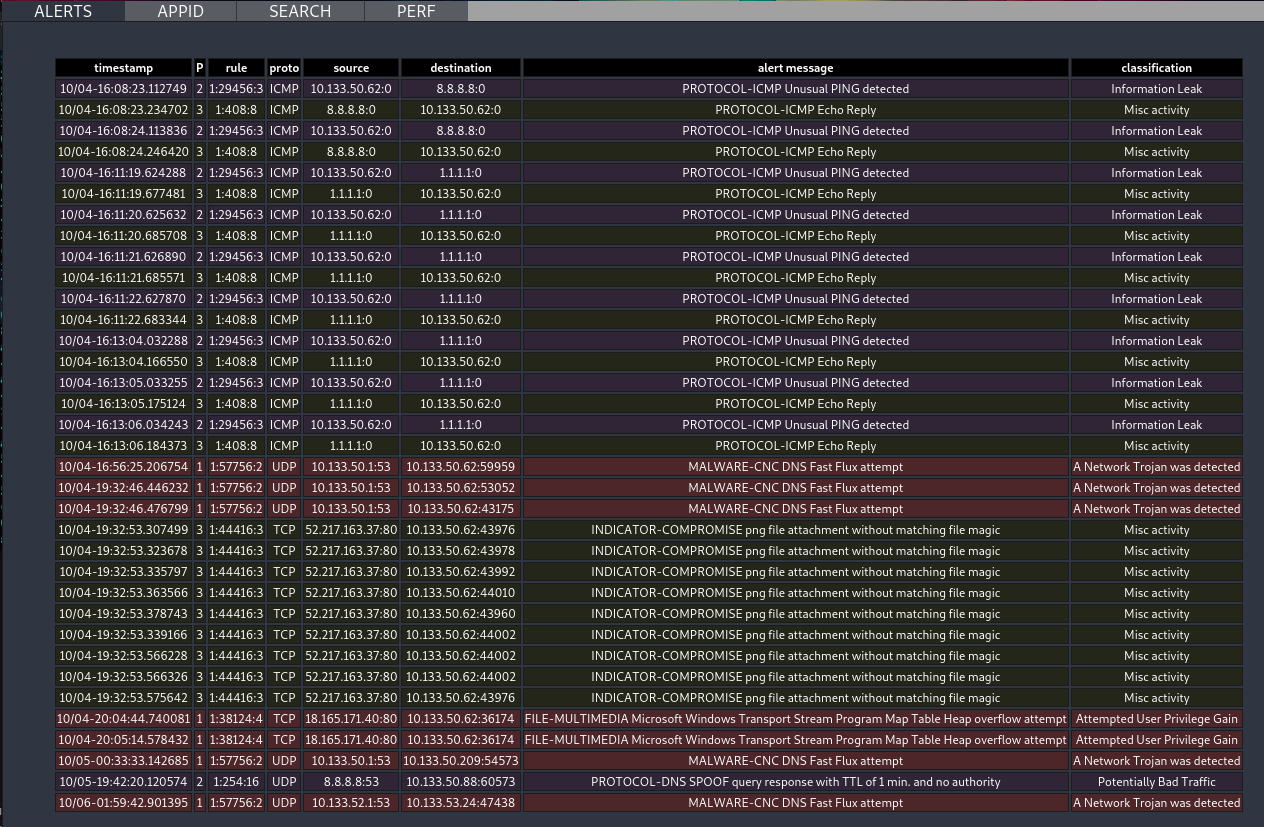 ALERTS APPID SEARCH PERF
timestamp P rule proto source destination alert message classification
10/04-16:08:23.112749 2 1:29456:3 ICMP 10.133.50.62:0 8.8.8.8:0 PROTOCOL-ICMP Unusual PING detected Information Leak
10/04-16:08:23.234702 3 1:408:8 ICMP 8.8.8.8:0 10.133.50.62:0 PROTOCOL-ICMP Echo Reply Misc activity
10/04-16:08:24.113836 2 1:29456:3 ICMP 10.133.50.62:0 8.8.8.8:0 PROTOCOL-ICMP Unusual PING detected Information Leak
10/04-16:08:24.246420 3 1:408:8 ICMP 8.8.8.8:0 10.133.50.62:0 PROTOCOL-ICMP Echo Reply Misc activity
10/04-16:11:19.624288 2 1:29456:3 ICMP 10.133.50.62:0 1.1.1.1:0 PROTOCOL-ICMP Unusual PING detected Information Leak
10/04-16:11:19.677481 3 1:408:8 ICMP 1.1.1.1:0 10.133.50.62:0 PROTOCOL-ICMP Echo Reply Misc activity
10/04-16:11:20.625632 2 1:29456:3 ICMP 10.133.50.62:0 1.1.1.1:0 PROTOCOL-ICMP Unusual PING detected Information Leak
10/04-16:11:20.685708 3 1:408:8 ICMP 1.1.1.1:0 10.133.50.62:0 PROTOCOL-ICMP Echo Reply Misc activity
10/04-16:11:21.626890 2 1:29456:3 ICMP 10.133.50.62:0 1.1.1.1:0 PROTOCOL-ICMP Unusual PING detected Information Leak
10/04-16:11:21.685571 3 1:408:8 ICMP 1.1.1.1:0 10.133.50.62:0 PROTOCOL-ICMP Echo Reply Misc activity
10/04-16:11:22.627870 2 1:29456:3 ICMP 10.133.50.62:0 1.1.1.1:0 PROTOCOL-ICMP Unusual PING detected Information Leak
10/04-16:11:22.683344 3 1:408:8 ICMP 1.1.1.1:0 10.133.50.62:0 PROTOCOL-ICMP Echo Reply Misc activity
10/04-16:13:04.032288 2 1:29456:3 ICMP 10.133.50.62:0 1.1.1.1:0 PROTOCOL-ICMP Unusual PING detected Information Leak
10/04-16:13:04.166550 3 1:408:8 ICMP 1.1.1.1:0 10.133.50.62:0 PROTOCOL-ICMP Echo Reply Misc activity
10/04-16:13:05.033255 2 1:29456:3 ICMP 10.133.50.62:0 1.1.1.1:0 PROTOCOL-ICMP Unusual PING detected Information Leak
10/04-16:13:05.175124 3 1:408:8 ICMP 1.1.1.1:0 10.133.50.62:0 PROTOCOL-ICMP Echo Reply Misc activity
10/04-16:13:06.034243 2 1:29456:3 ICMP 10.133.50.62:0 1.1.1.1:0 PROTOCOL-ICMP Unusual PING detected Information Leak
10/04-16:13:06.184373 3 1:408:8 ICMP 1.1.1.1:0 10.133.50.62:0 PROTOCOL-ICMP Echo Reply Misc activity
10/04-16:56:25.206754 1 1:57756:2 UDP 10.133.50.1:53 10.133.50.62:59959 MALWARE-CNC DNS Fast Flux attempt A Network Trojan was detected
10/04-19:32:46.446232 1 1:57756:2 UDP 10.133.50.1:53 10.133.50.62:53052 MALWARE-CNC DNS Fast Flux attempt A Network Trojan was detected
10/04-19:32:46.476799 1 1:57756:2 UDP 10.133.50.1:53 10.133.50.62:43175 MALWARE-CNC DNS Fast Flux attempt A Network Trojan was detected
10/04-19:32:53.307499 3 1:44416:3 TCP 52.217.163.37:80 10.133.50.62:43976 INDICATOR-COMPROMISE png file attachment without matching file magic Misc activity
10/04-19:32:53.323678 3 1:44416:3 TCP 52.217.163.37:80 10.133.50.62:43978 INDICATOR-COMPROMISE png file attachment without matching file magic Misc activity
10/04-19:32:53.335797 3 1:44416:3 TCP 52.217.163.37:80 10.133.50.62:43992 INDICATOR-COMPROMISE png file attachment without matching file magic Misc activity
10/04-19:32:53.363566 3 1:44416:3 TCP 52.217.163.37:80 10.133.50.62:44010 INDICATOR-COMPROMISE png file attachment without matching file magic Misc activity
10/04-19:32:53.378743 3 1:44416:3 TCP 52.217.163.37:80 10.133.50.62:43960 INDICATOR-COMPROMISE png file attachment without matching file magic Misc activity
10/04-19:32:53.339166 3 1:44416:3 TCP 52.217.163.37:80 10.133.50.62:44002 INDICATOR-COMPROMISE png file attachment without matching file magic Misc activity
10/04-19:32:53.566228 3 1:44416:3 TCP 52.217.163.37:80 10.133.50.62:44002 INDICATOR-COMPROMISE png file attachment without matching file magic Misc activity
10/04-19:32:53.566326 3 1:44416:3 TCP 52.217.163.37:80 10.133.50.62:44002 INDICATOR-COMPROMISE png file attachment without matching file magic Misc activity
10/04-19:32:53.575642 3 1:44416:3 TCP 52.217.163.37:80 10.133.50.62:43976 INDICATOR-COMPROMISE png file attachment without matching file magic Misc activity
10/04-20:04:44.740081 1 1:38124:4 TCP 18.165.171.40:80 10.133.50.62:36174 FILE-MULTIMEDIA Microsoft Windows Transport Stream Program Map Table Heap overflow attempt Attempted User Privilege Gain
10/04-20:05:14.578432 1 1:38124:4 TCP 18.165.171.40:80 10.133.50.62:36174 FILE-MULTIMEDIA Microsoft Windows Transport Stream Program Map Table Heap overflow attempt Attempted User Privilege Gain
10/05-00:33:33.142685 1 1:57756:2 UDP 10.133.50.1:53 10.133.50.209:54573 MALWARE-CNC DNS Fast Flux attempt A Network Trojan was detected
10/05-19:42:20.120574 2 1:254:16 UDP 8.8.8.8:53 10.133.50.88:60573 PROTOCOL-DNS SPOOF query response with TTL of 1 min. and no authority Potentially Bad Traffic
10/06-01:59:42.901395 1 1:57756:2 UDP 10.133.52.1:53 10.133.53.24:47438 MALWARE-CNC DNS Fast Flux attempt A Network Trojan was detected